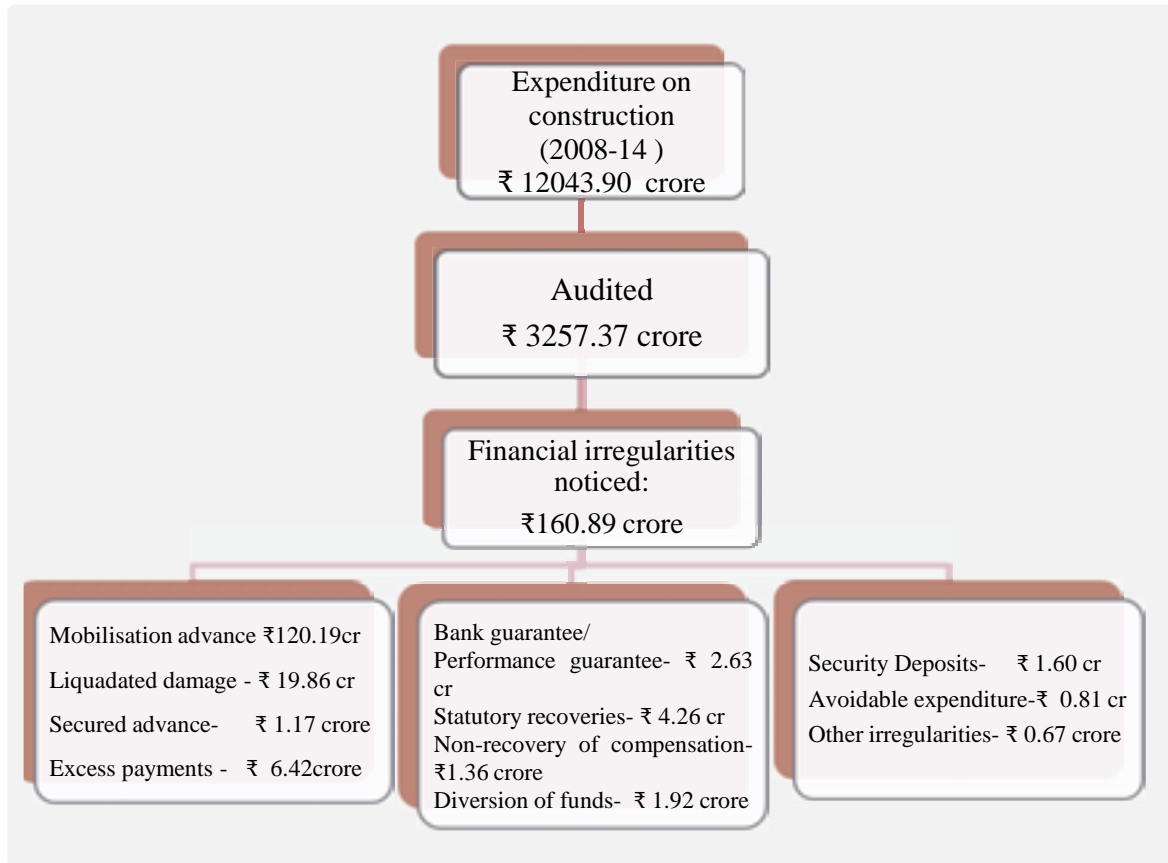 Expenditure on
construction
(2008-14 )
₹ 12043.90 crore
Audited
₹ 3257.37 crore
Financial irregularities
noticed:
₹160.89 crore
Mobilisation advance ₹120.19cr
Liquadated damage - ₹ 19.86 cr
Secured advance- ₹ 1.17 crore
Excess payments - ₹ 6.42crore
Bank guarantee/
Performance guarantee- ₹ 2.63
cr
Statutory recoveries- ₹ 4.26 cr
Non-recovery of compensation-
₹1.36 crore
Diversion of funds- ₹ 1.92 crore
Security Deposits- ₹ 1.60 cr
Avoidable expenditure-₹ 0.81 cr
Other irregularities- ₹ 0.67 crore